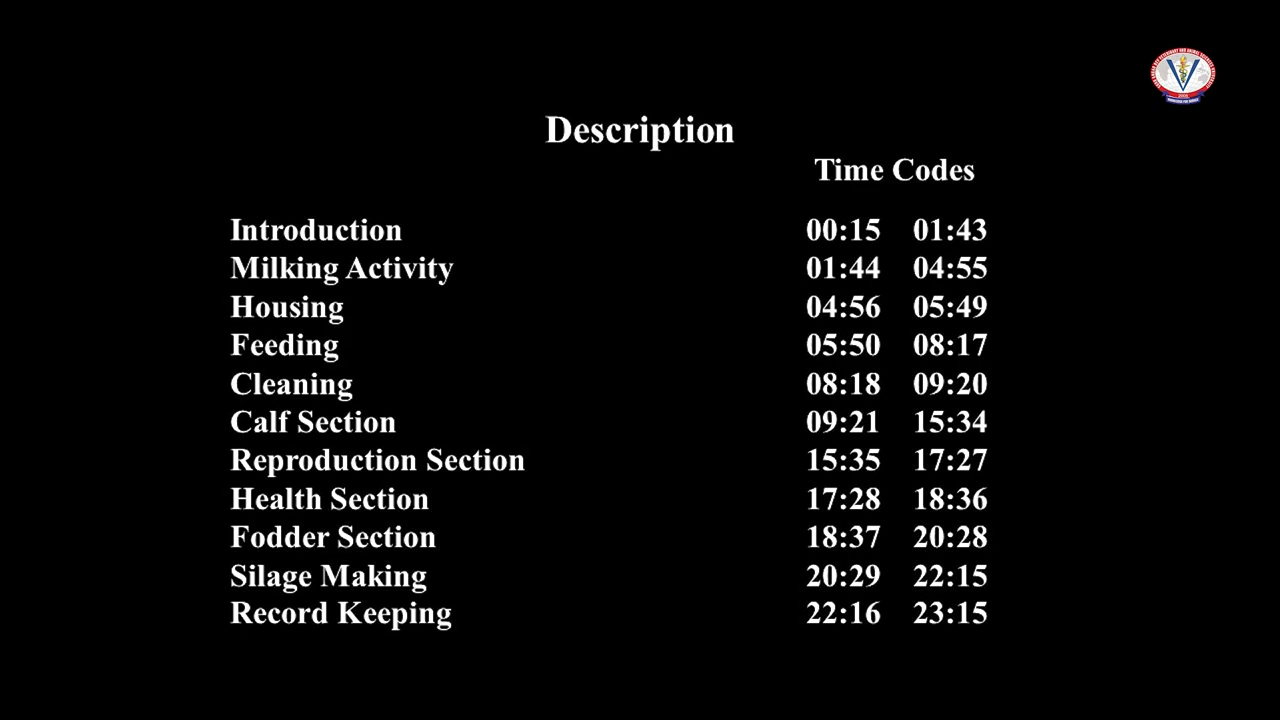 Description
Time Codes
Introduction 00:15 01:43
Milking Activity 01:44 04:55
Housing 04:56 05:49
Feeding 05:50 08:17
Cleaning 08:18 09:20
Calf Section 09:21 15:34
Reproduction Section 15:35 17:27
Health Section 17:28 18:36
Fodder Section 18:37 20:28
Silage Making 20:29 22:15
Record Keeping 22:16 23:15